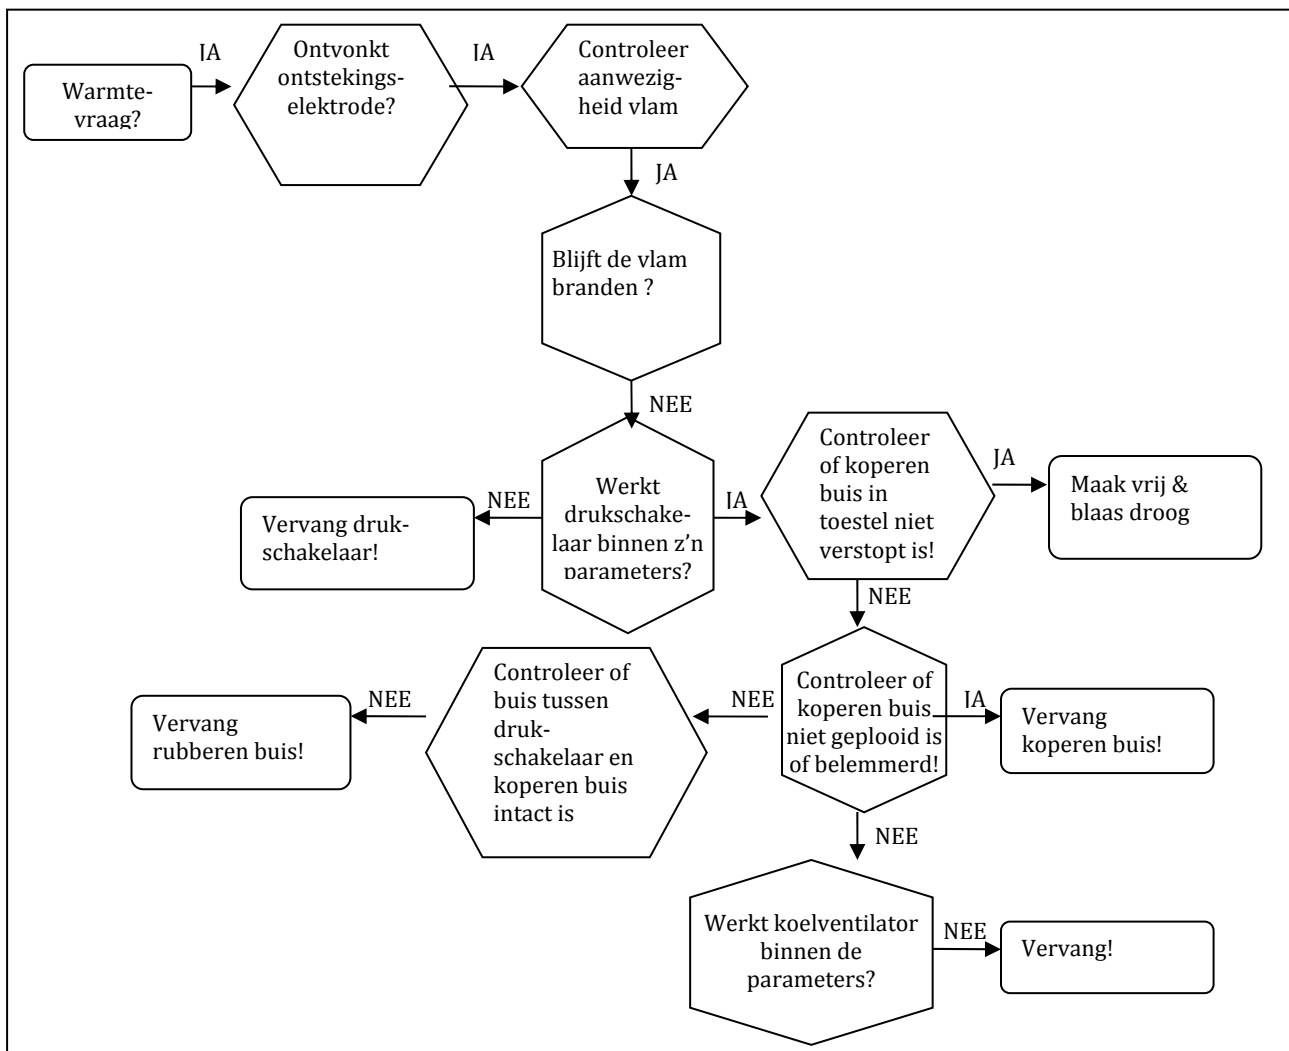 JA
Warmte-
vraag?
Ontvonkt
ontstekings-
elektrode?
JA
Controleer
aanwezig-
heid vlam
JA
Blijft de vlam
branden ?
NEE
Werkt
drukschake-
laar binnen z'n
parameters?
NEE
Vervang druk-
schakelaar!
JA
Controleer
of koperen
buis in
toestel niet
verstopt is!
JA
Maak vrij &
blaas droog
NEE
Controleer of
koperen buis
niet geplooid is
of belemmerd!
JA
Vervang
koperen buis!
NEE
Controleer of
buis tussen
druk-
schakelaar en
koperen buis
intact is
NEE
Vervang
rubberen buis!
NEE
Werkt koelventilator
binnen de
parameters?
NEE
Vervang!